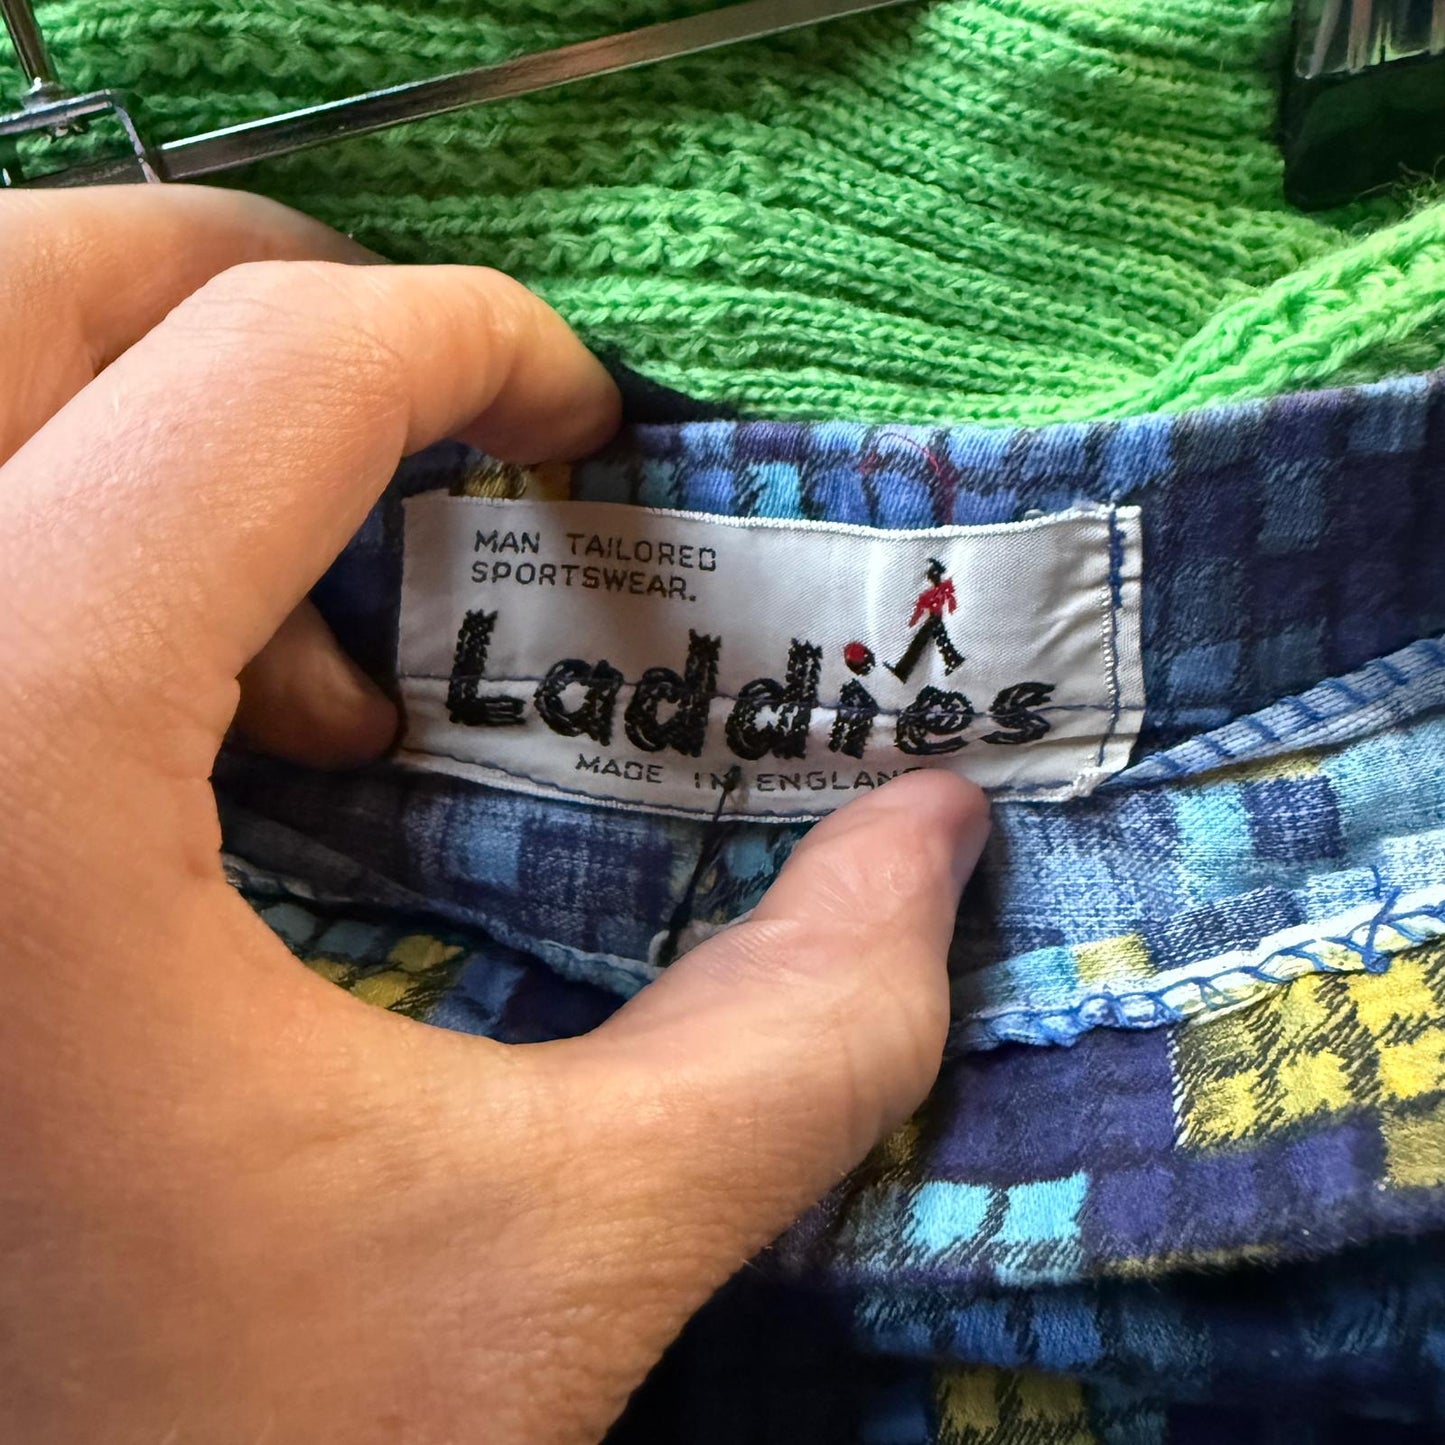 MAN TAILORED
SPORTSWEAR.
Laddies
MADE IN ENGLAND